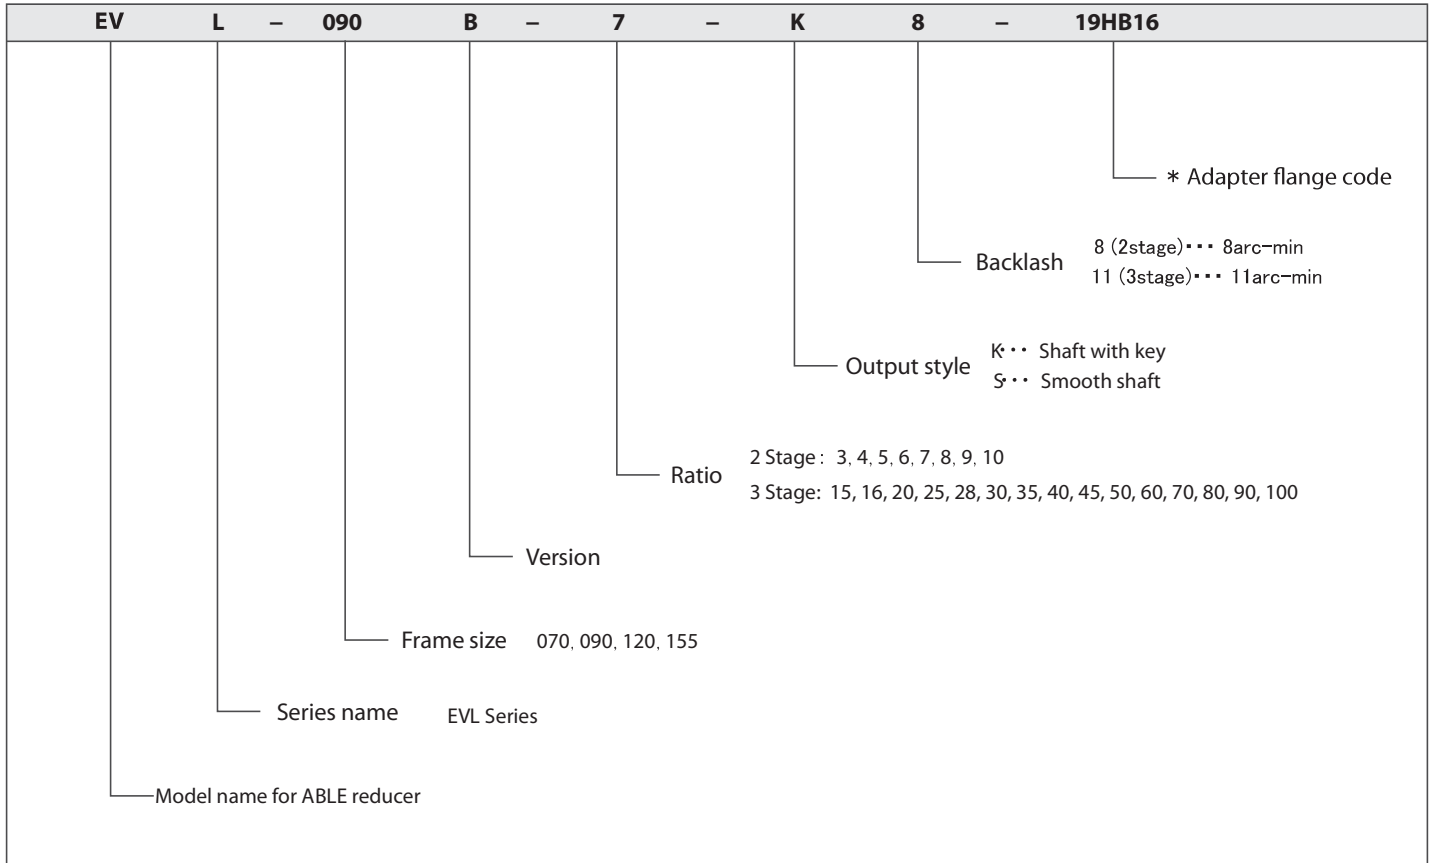 EV L – 090 B – 7 – K 8 – 19HB16
* Adapter flange code
Backlash
8 (2stage)･･･ 8arc-min
11 (3stage)･･･ 11arc-min
Output style
K･･･ Shaft with key
S･･･ Smooth shaft
Ratio
2 Stage : 3, 4, 5, 6, 7, 8, 9, 10
3 Stage: 15, 16, 20, 25, 28, 30, 35, 40, 45, 50, 60, 70, 80, 90, 100
Version
Frame size 070, 090, 120, 155
Series name EVL Series
Model name for ABLE reducer